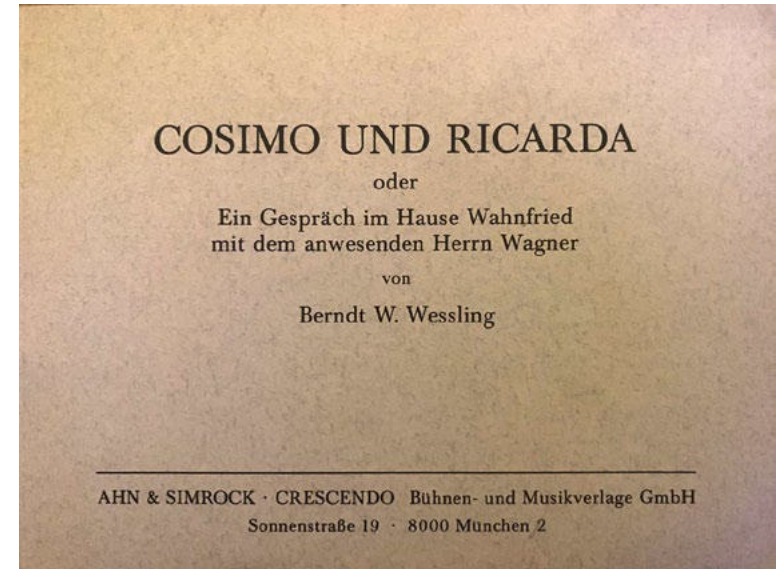 COSIMO UND RICARDA
oder
Ein Gespräch im Hause Wahnfried
mit dem anwesenden Herrn Wagner
von
Berndt W. Wessling
AHN & SIMROCK · CRESCENDO Bühnen- und Musikverlage GmbH
Sonnenstraße 19 · 8000 München 2